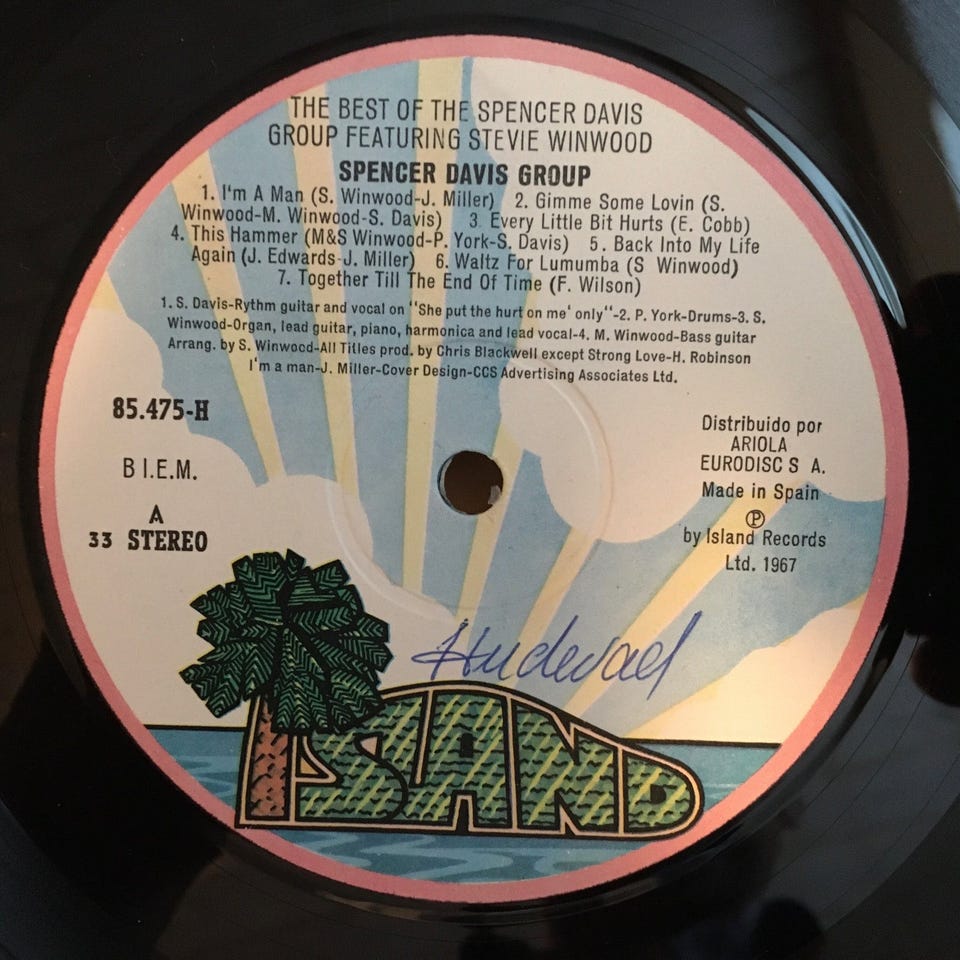 THE BEST OF THE SPENCER DAVIS
GROUP FEATURING STEVIE WINWOOD
SPENCER DAVIS GROUP
1. I'm A Man (S. Winwood-J. Miller) 2. Gimme Some Lovin (S.
Winwood-M. Winwood-S. Davis) 3 Every Little Bit Hurts (E. Cobb)
4. This Hammer (M&S Winwood-P. York-S. Davis) 5. Back Into My Life
Again (J. Edwards-J. Miller) 6. Waltz For Lumumba (S Winwood)
7. Together Till The End Of Time (F. Wilson)
1. S. Davis-Rythm guitar and vocal on "She put the hurt on me' only"-2. P. York-Drums-3. S.
Winwood-Organ, lead guitar, piano, harmonica and lead vocal-4. M. Winwood-Bass guitar
Arrang. by S. Winwood-All Titles prod. by Chris Blackwell except Strong Love-H. Robinson
I'm a man-J. Miller-Cover Design-CCS Advertising Associates Ltd.
85.475-H
B I.E.M.
A
33 STEREO
Distribuido por
ARIOLA
EURODISC S A.
Made in Spain
℗
by Island Records
Ltd. 1967
ISLAND